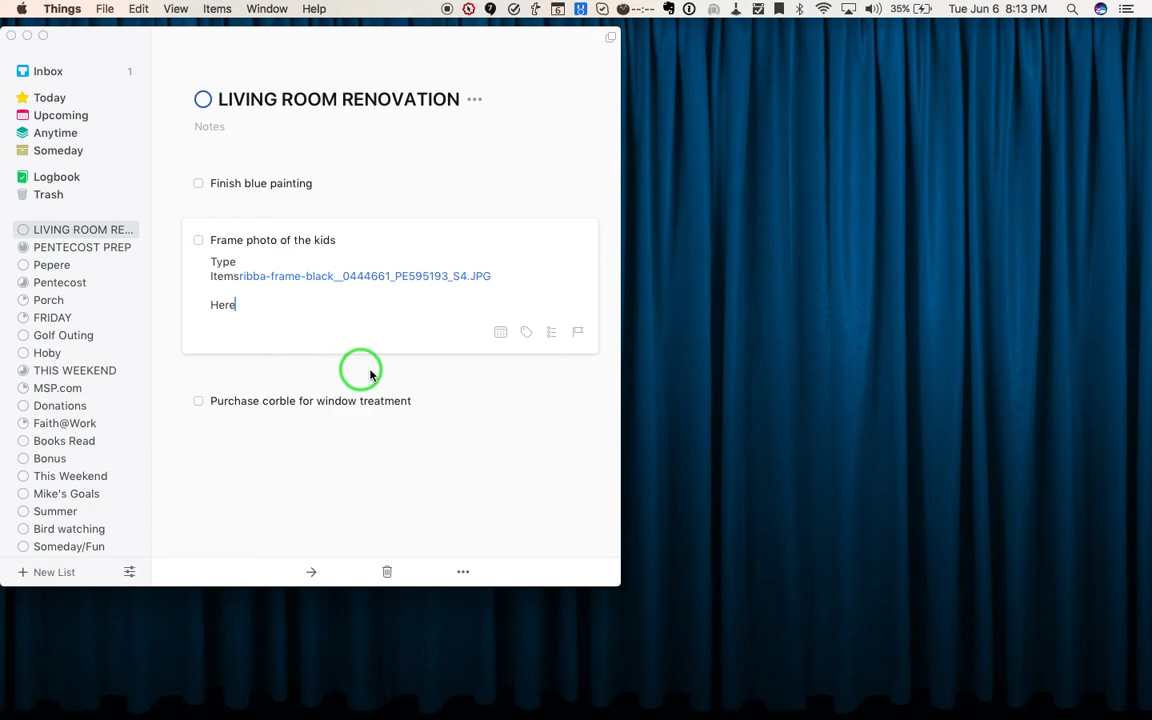 Things File Edit View Items Window Help
6
--:--
35%
Tue Jun 6 8:13 PM
Inbox 1
Today
Upcoming
Anytime
Someday
Logbook
Trash
LIVING ROOM RE...
PENTECOST PREP
Pepere
Pentecost
Porch
FRIDAY
Golf Outing
Hoby
THIS WEEKEND
MSP.com
Donations
Faith@Work
Books Read
Bonus
This Weekend
Mike's Goals
Summer
Bird watching
Someday/Fun
+ New List
LIVING ROOM RENOVATION
Notes
Finish blue painting
Frame photo of the kids
Type
Itemsribba-frame-black__0444661_PE595193_S4.JPG
Here
Purchase corble for window treatment